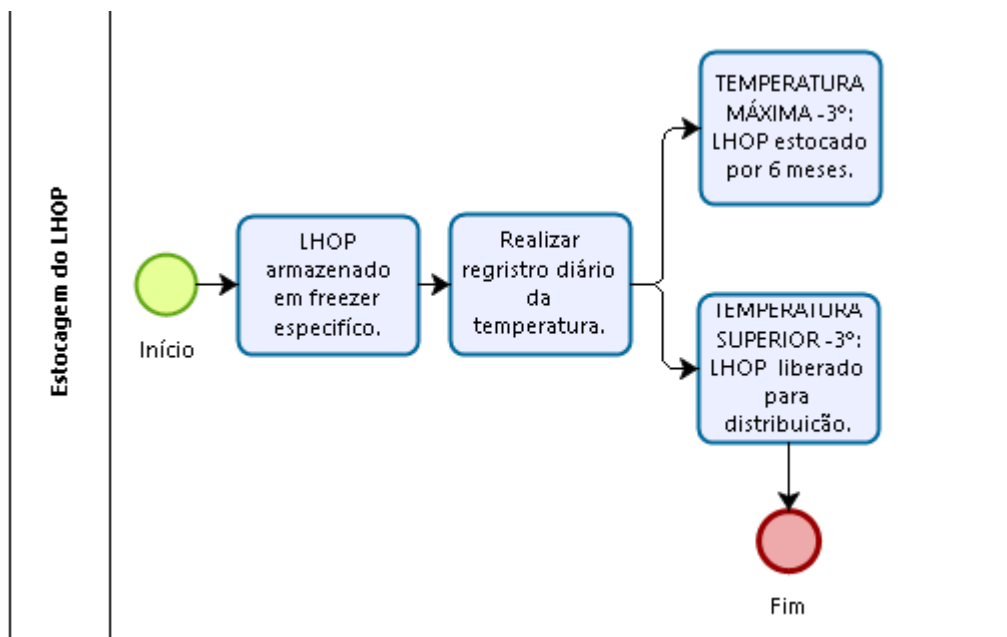 Estocagem do LHOP
Início
LHOP
armazenado
em freezer
especifíco.
Realizar
regristro diário
da
temperatura.
TEMPERATURA
MÁXIMA -3º:
LHOP estocado
por 6 meses.
TEMPERATURA
SUPERIOR -3º:
LHOP liberado
para
distribuicão.
Fim